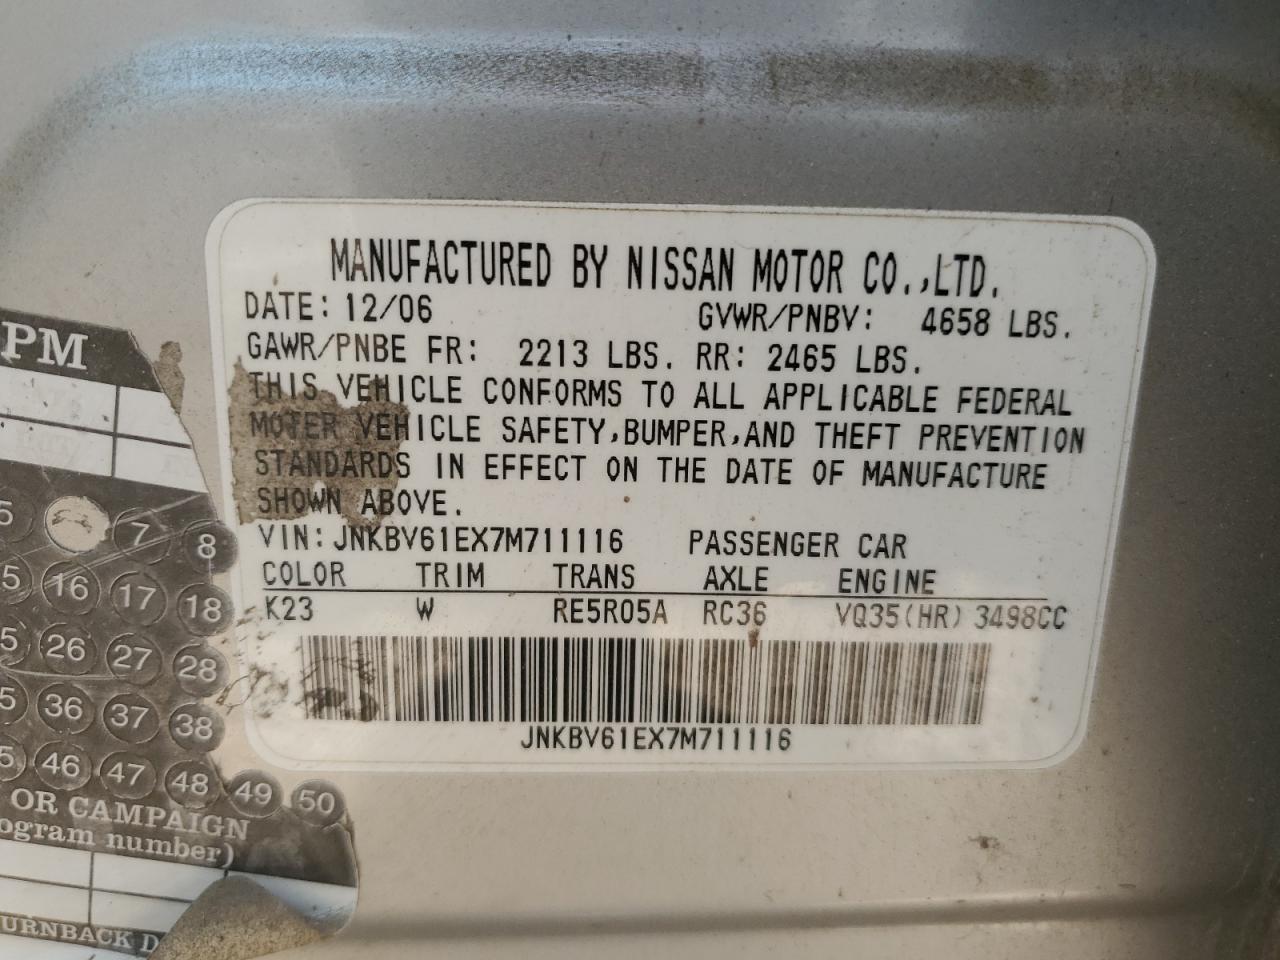 MANUFACTURED BY NISSAN MOTOR CO.,LTD.
DATE: 12/06 GVWR/PNBV: 4658 LBS.
GAWR/PNBE FR: 2213 LBS. RR: 2465 LBS.
THIS VEHICLE CONFORMS TO ALL APPLICABLE FEDERAL
MOTER VEHICLE SAFETY,BUMPER,AND THEFT PREVENTION
STANDARDS IN EFFECT ON THE DATE OF MANUFACTURE
SHOWN ABOVE.
VIN: JNKBV61EX7M711116 PASSENGER CAR
COLOR TRIM TRANS AXLE ENGINE
K23 W RE5R05A RC36 VQ35(HR) 3498CC
JNKBV61EX7M711116
PM
5 7 8
5 16 17 18
5 26 27 28
5 36 37 38
5 46 47 48 49 50
OR CAMPAIGN
ogram number)
URNBACK D